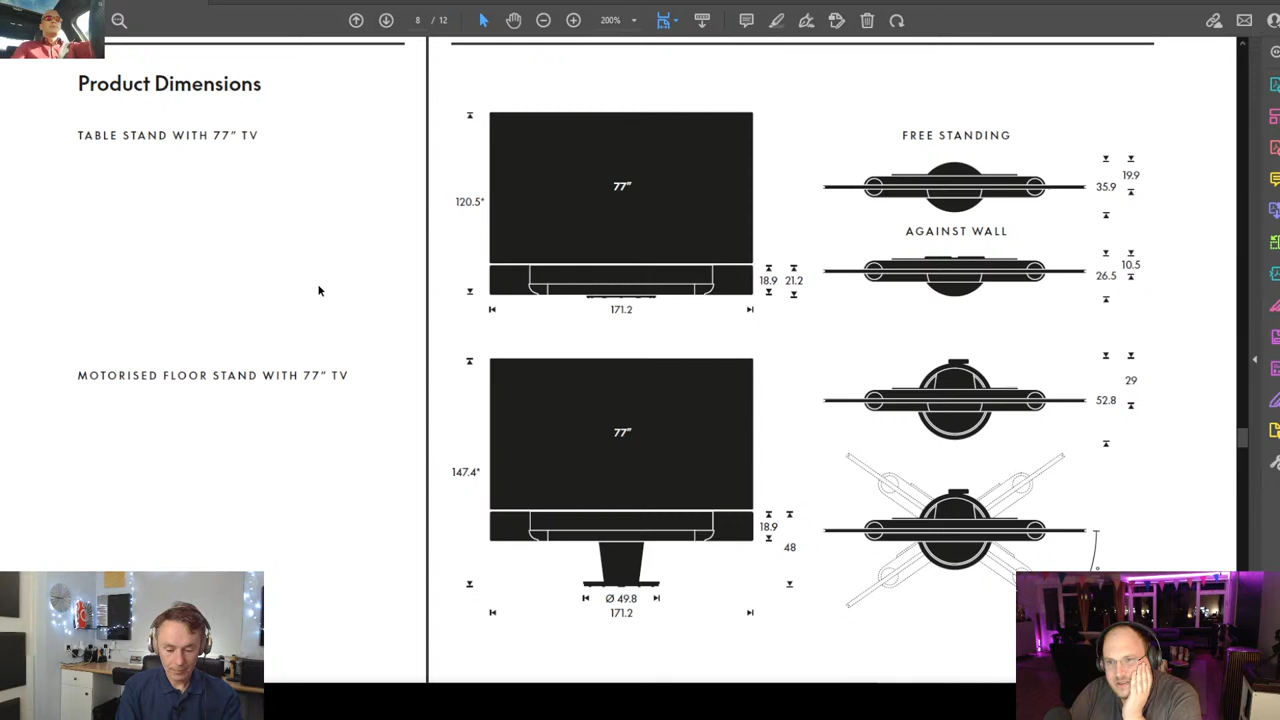 8 / 12
200%
Product Dimensions
TABLE STAND WITH 77" TV
77"
120.5*
18.9
21.2
171.2
FREE STANDING
19.9
35.9
AGAINST WALL
10.5
26.5
MOTORISED FLOOR STAND WITH 77" TV
77"
147.4*
18.9
48
Ø 49.8
171.2
29
52.8
°